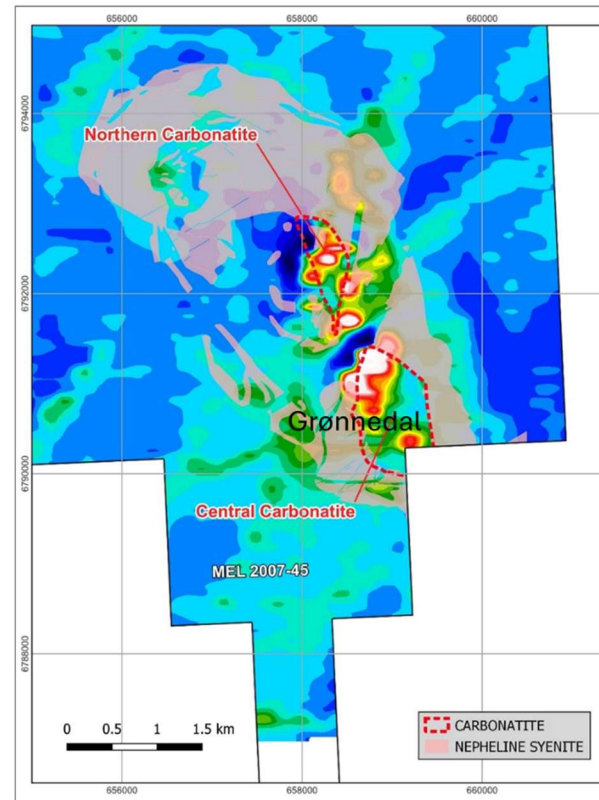 656000 658000 660000
6794000
Northern Carbonatite
6792000
Grønnedal
6790000
Central Carbonatite
MEL 2007-45
6788000
0 0.5 1 1.5 km
CARBONATITE
NEPHELINE SYENITE
656000 658000 660000